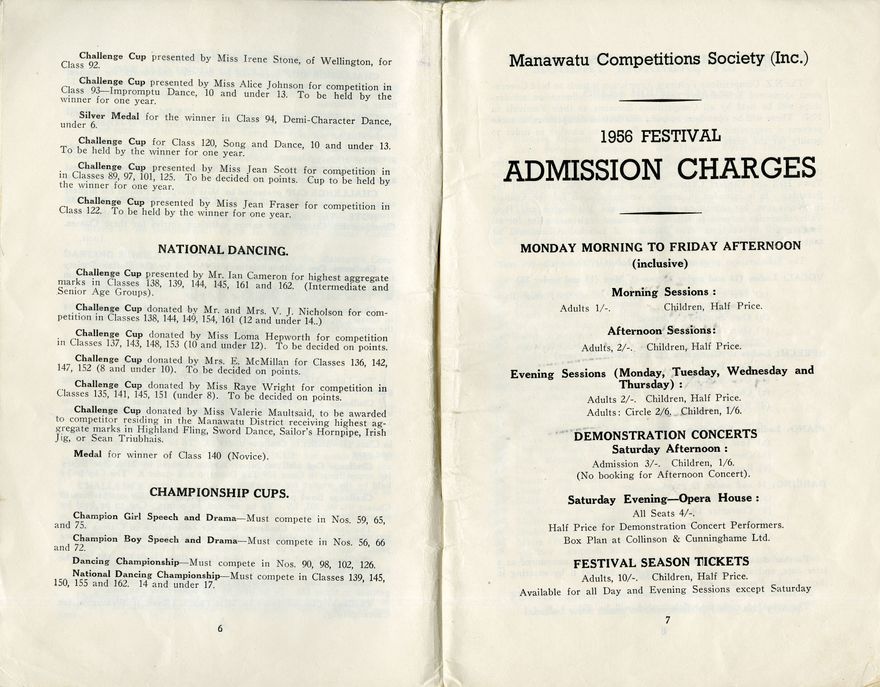 Challenge Cup presented by Miss Irene Stone, of Wellington, for
Class 92.
Challenge Cup presented by Miss Alice Johnson for competition in
Class 93—Impromptu Dance, 10 and under 13. To be held by the
winner for one year.
Silver Medal for the winner in Class 94, Demi-Character Dance,
under 6.
Challenge Cup for Class 120, Song and Dance, 10 and under 13.
To be held by the winner for one year.
Challenge Cup presented by Miss Jean Scott for competition in
in Classes 89, 97, 101, 125. To be decided on points. Cup to be held by
the winner for one year.
Challenge Cup presented by Miss Jean Fraser for competition in
Class 122. To be held by the winner for one year.
NATIONAL DANCING.
Challenge Cup presented by Mr. Ian Cameron for highest aggregate
marks in Classes 138, 139, 144, 145, 161 and 162. (Intermediate and
Senior Age Groups).
Challenge Cup donated by Mr. and Mrs. V. J. Nicholson for com-
petition in Classes 138, 144, 149, 154, 161 (12 and under 14..)
Challenge Cup donated by Miss Loma Hepworth for competition
in Classes 137, 143, 148, 153 (10 and under 12). To be decided on points.
Challenge Cup donated by Mrs. E. McMillan for Classes 136, 142,
147, 152 (8 and under 10). To be decided on points.
Challenge Cup donated by Miss Raye Wright for competition in
Classes 135, 141, 145, 151 (under 8). To be decided on points.
Challenge Cup donated by Miss Valerie Maultsaid, to be awarded
to competitor residing in the Manawatu District receiving highest ag-
gregate marks in Highland Fling, Sword Dance, Sailor's Hornpipe, Irish
Jig, or Sean Triubhais.
Medal for winner of Class 140 (Novice).
CHAMPIONSHIP CUPS.
Champion Girl Speech and Drama—Must compete in Nos. 59, 65,
and 75.
Champion Boy Speech and Drama—Must compete in Nos. 56, 66
and 72.
Dancing Championship—Must compete in Nos. 90, 98, 102, 126.
National Dancing Championship—Must compete in Classes 139, 145,
150, 155 and 162. 14 and under 17.
6
Manawatu Competitions Society (Inc.)
1956 FESTIVAL
ADMISSION CHARGES
MONDAY MORNING TO FRIDAY AFTERNOON
(inclusive)
Morning Sessions :
Adults 1/-. Children, Half Price.
Afternoon Sessions:
Adults, 2/-. Children, Half Price.
Evening Sessions (Monday, Tuesday, Wednesday and
Thursday) :
Adults 2/-. Children, Half Price.
Adults: Circle 2/6. Children, 1/6.
DEMONSTRATION CONCERTS
Saturday Afternoon :
Admission 3/-. Children, 1/6.
(No booking for Afternoon Concert).
Saturday Evening—Opera House :
All Seats 4/-.
Half Price for Demonstration Concert Performers.
Box Plan at Collinson & Cunninghame Ltd.
FESTIVAL SEASON TICKETS
Adults, 10/-. Children, Half Price.
Available for all Day and Evening Sessions except Saturday
7